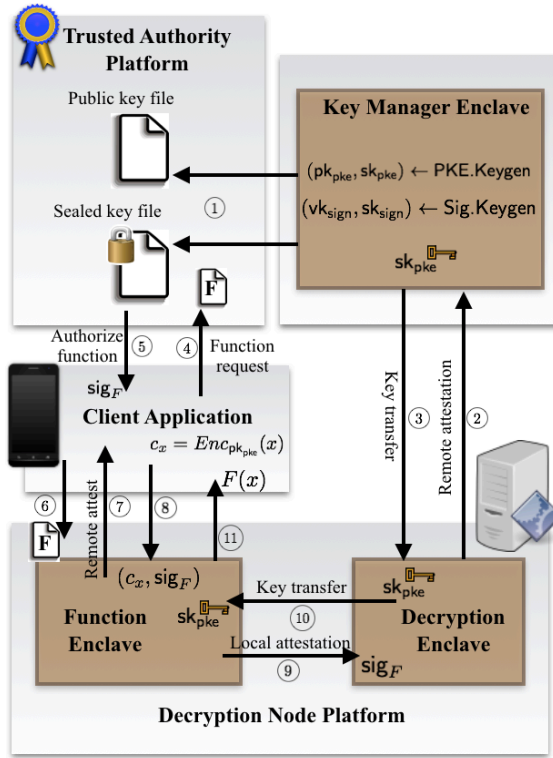 Trusted Authority
Platform
Public key file
Sealed key file
①
F
Key Manager Enclave
(pk_pke, sk_pke) ← PKE.Keygen
(vk_sign, sk_sign) ← Sig.Keygen
sk_pke
Authorize
function
⑤
④
Function
request
sig_F
Client Application
c_x = Enc_pk_pke(x)
Key transfer
③
Remote attestation
②
⑥
F
Remote attest
⑦
⑧
F(x)
⑪
(c_x, sig_F)
Function
Enclave
sk_pke
Key transfer
⑩
Local attestation
⑨
sk_pke
Decryption
Enclave
sig_F
Decryption Node Platform